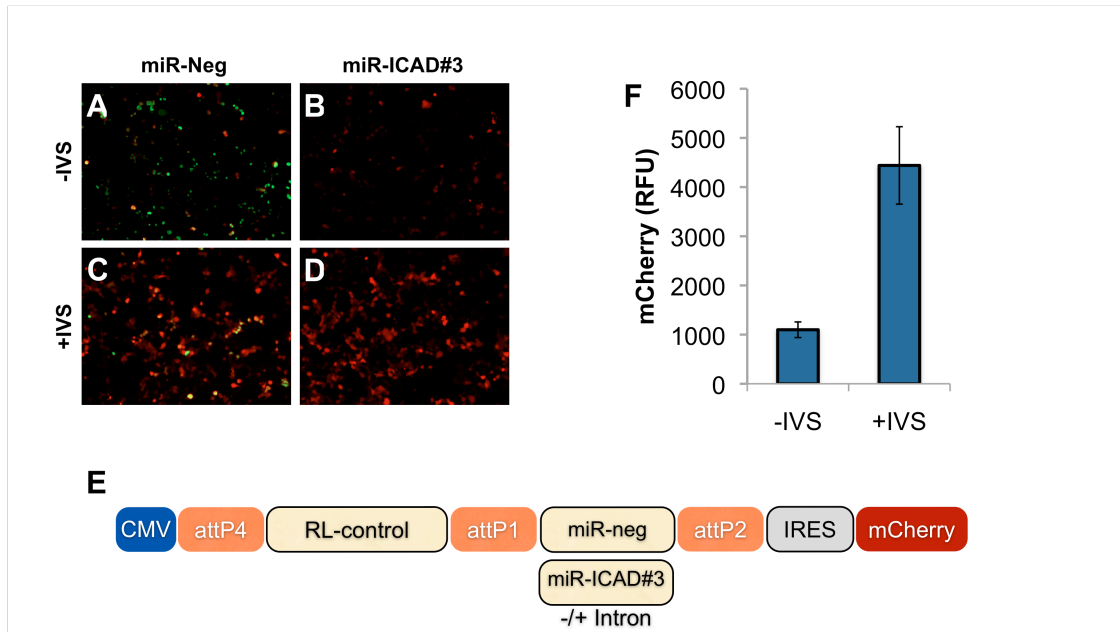 miR-Neg miR-ICAD#3
-IVS
A
B
+IVS
C
D
F
mCherry (RFU)
6000
5000
4000
3000
2000
1000
0
-IVS +IVS
E
CMV attP4 RL-control attP1 miR-neg attP2 IRES mCherry
miR-ICAD#3
-/+ Intron